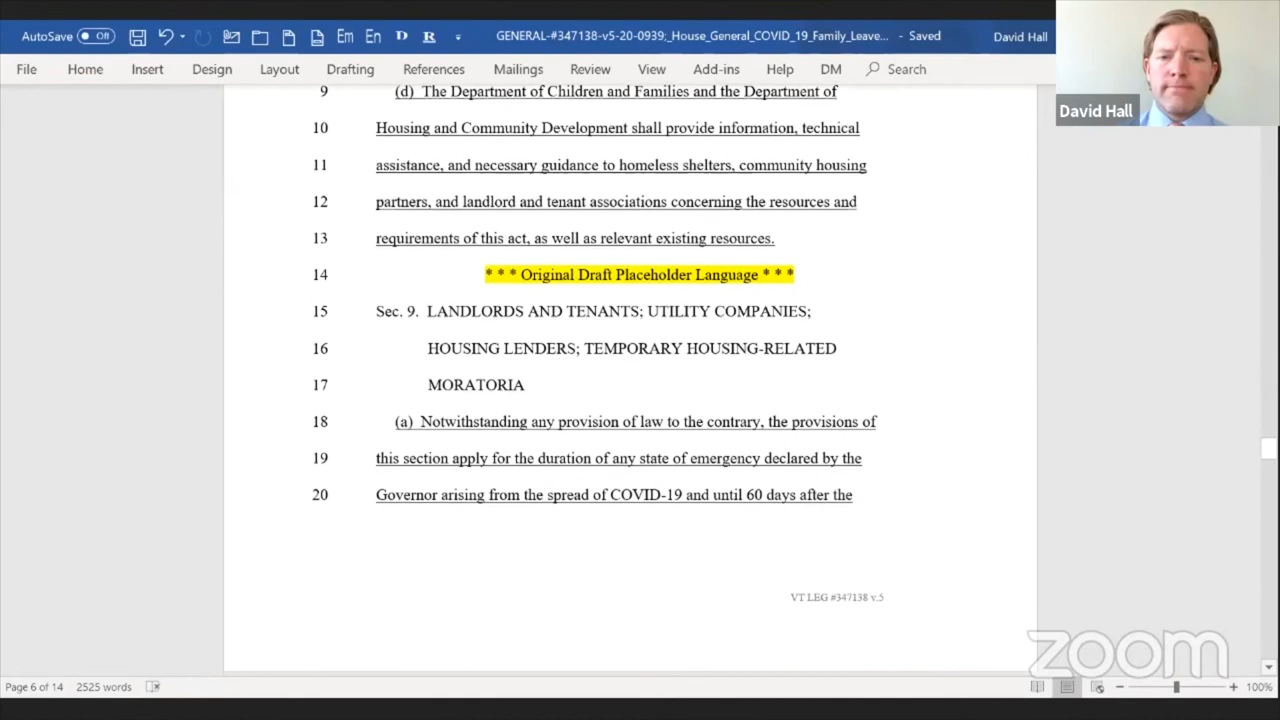 AutoSave Off Em En D R GENERAL-#347138-v5-20-0939:_House_General_COVID_19_Family_Leave... - Saved David Hall
File Home Insert Design Layout Drafting References Mailings Review View Add-ins Help DM Search
David Hall
9 (d) The Department of Children and Families and the Department of
10 Housing and Community Development shall provide information, technical
11 assistance, and necessary guidance to homeless shelters, community housing
12 partners, and landlord and tenant associations concerning the resources and
13 requirements of this act, as well as relevant existing resources.
14 * * * Original Draft Placeholder Language * * *
15 Sec. 9. LANDLORDS AND TENANTS; UTILITY COMPANIES;
16 HOUSING LENDERS; TEMPORARY HOUSING-RELATED
17 MORATORIA
18 (a) Notwithstanding any provision of law to the contrary, the provisions of
19 this section apply for the duration of any state of emergency declared by the
20 Governor arising from the spread of COVID-19 and until 60 days after the
VT LEG #347138 v.5
zoom
Page 6 of 14 2525 words 100%